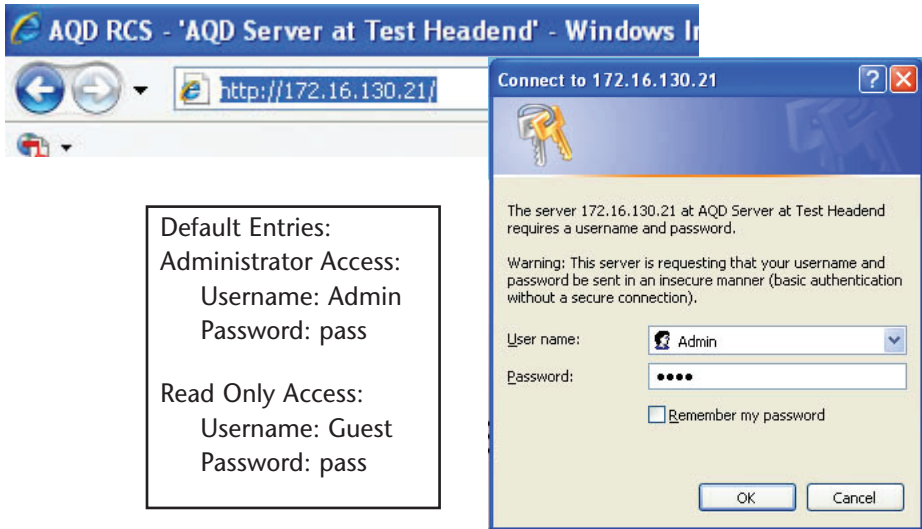 AQD RCS - 'AQD Server at Test Headend' - Windows I
http://172.16.130.21/
Connect to 172.16.130.21
The server 172.16.130.21 at AQD Server at Test Headend
requires a username and password.
Warning: This server is requesting that your username and
password be sent in an insecure manner (basic authentication
without a secure connection).
User name:
Admin
Password:
••••
Remember my password
OK
Cancel
Default Entries:
Administrator Access:
Username: Admin
Password: pass
Read Only Access:
Username: Guest
Password: pass